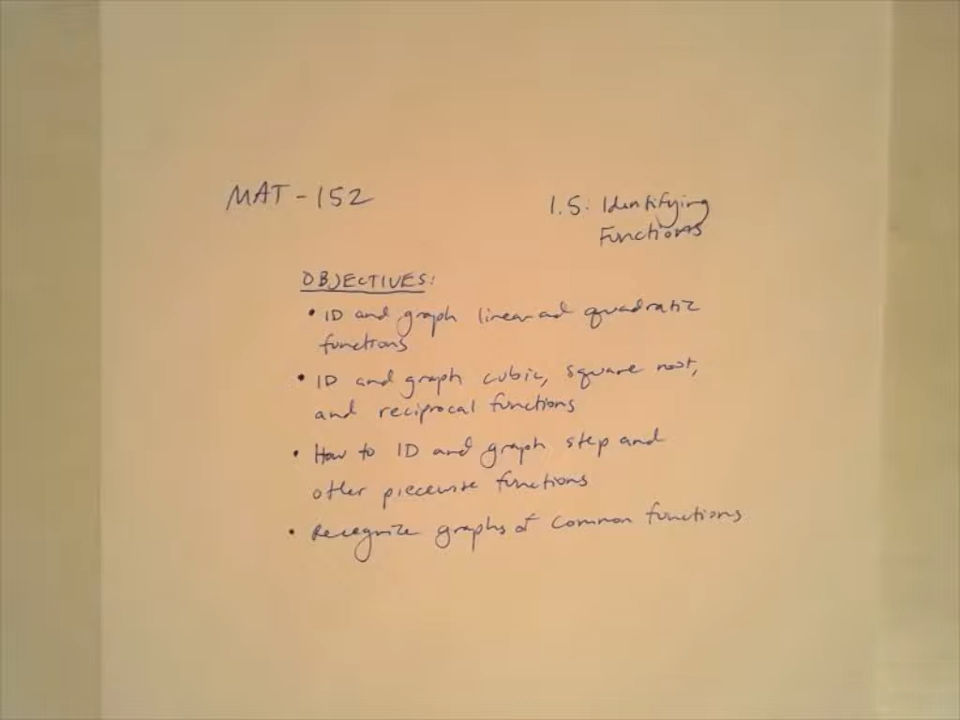 MAT-152
1.5: Identifying
Functions
OBJECTIVES:
• ID and graph linear and quadratic
functions
• ID and graph cubic, square root,
and reciprocal functions
• How to ID and graph step and
other piecewise functions
• Recognize graphs of common functions